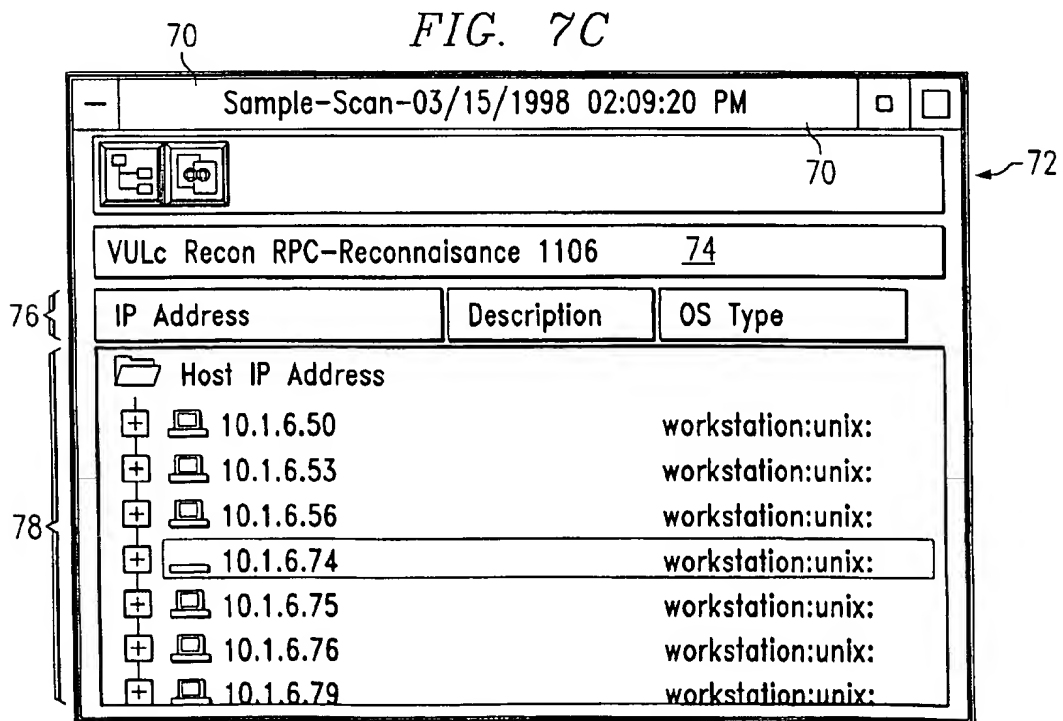 FIG. 7C
70
Sample-Scan-03/15/1998 02:09:20 PM
70
72
VULc Recon RPC-Reconnaisance 1106 74
76
IP Address Description OS Type
Host IP Address
10.1.6.50 workstation:unix:
10.1.6.53 workstation:unix:
10.1.6.56 workstation:unix:
78
10.1.6.74 workstation:unix:
10.1.6.75 workstation:unix:
10.1.6.76 workstation:unix:
10.1.6.79 workstation:unix: